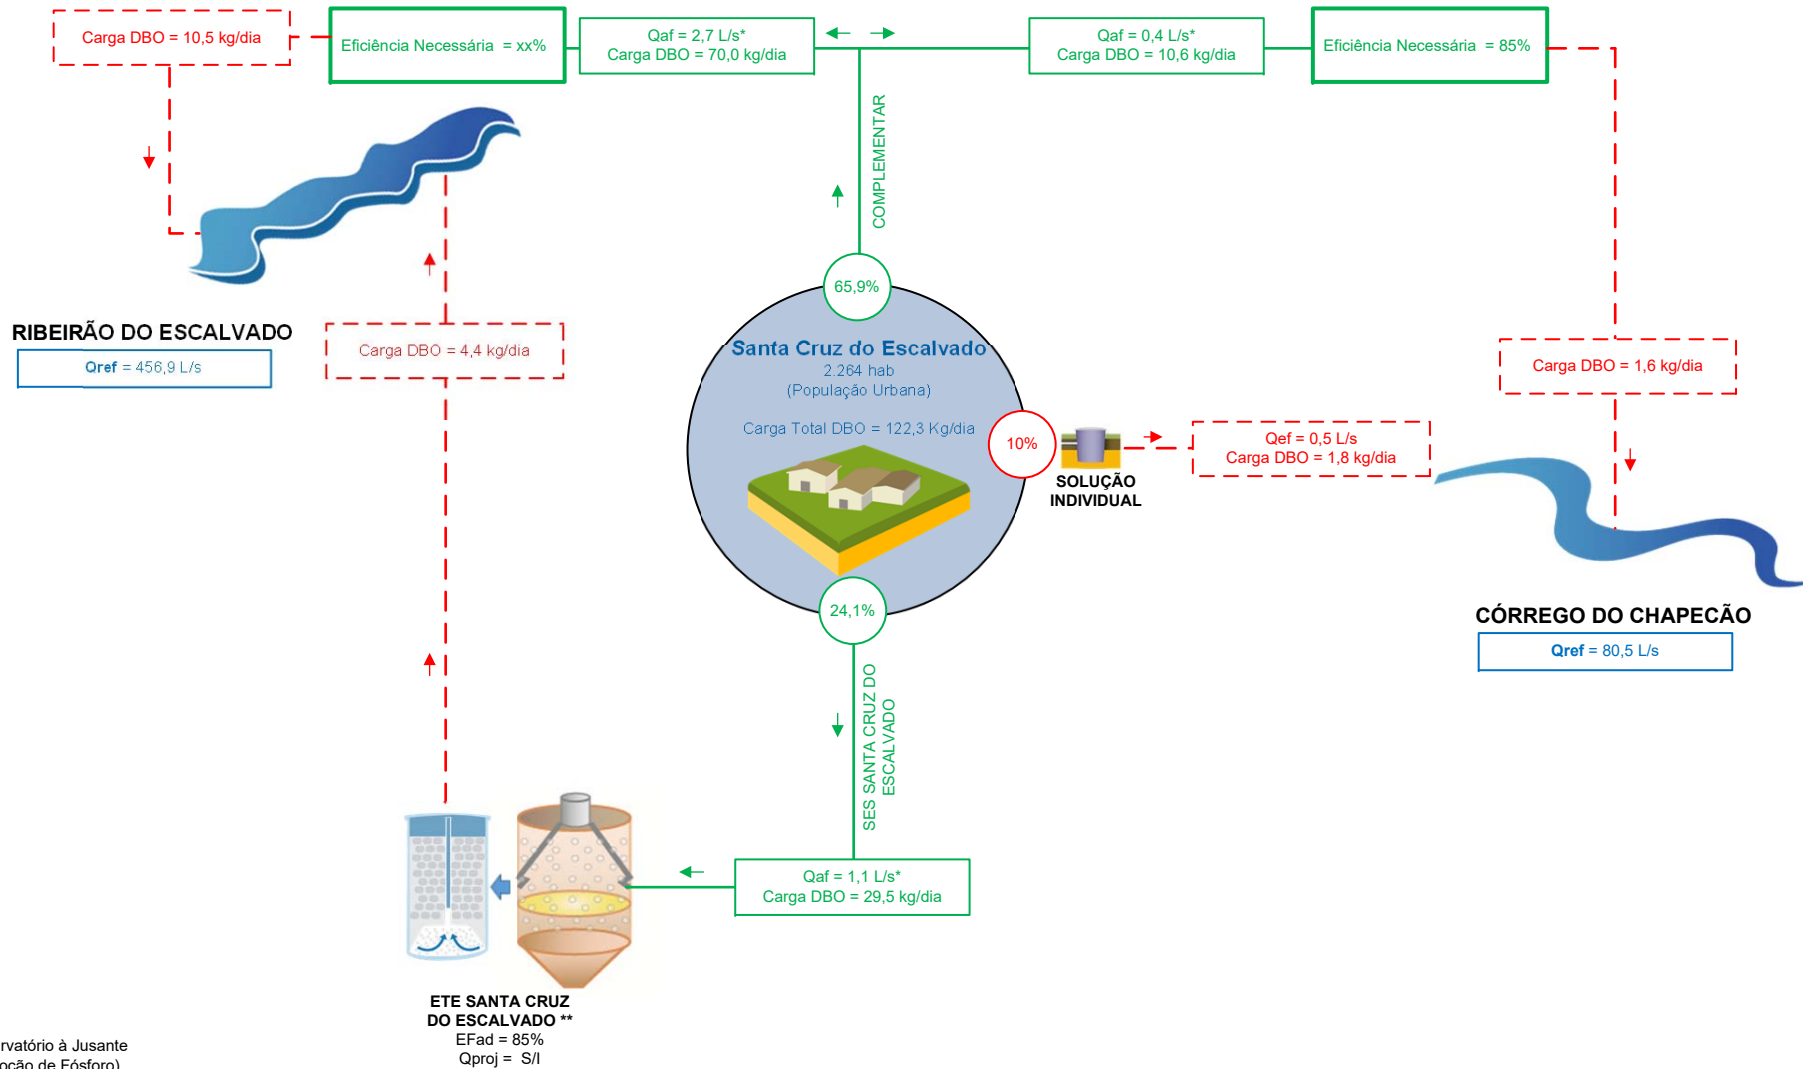 Carga DBO = 10,5 kg/dia
Eficiência Necessária = xx%
Qaf = 2,7 L/s*
Carga DBO = 70,0 kg/dia
Qaf = 0,4 L/s*
Carga DBO = 10,6 kg/dia
Eficiência Necessária = 85%
COMPLEMENTAR
65,9%
RIBEIRÃO DO ESCALVADO
Qref = 456,9 L/s
Carga DBO = 4,4 kg/dia
Santa Cruz do Escalvado
2.264 hab
(População Urbana)
Carga Total DBO = 122,3 Kg/dia
10%
SOLUÇÃO
INDIVIDUAL
Qef = 0,5 L/s
Carga DBO = 1,8 kg/dia
Carga DBO = 1,6 kg/dia
CÓRREGO DO CHAPECÃO
Qref = 80,5 L/s
24,1%
SES SANTA CRUZ DO
ESCALVADO
Qaf = 1,1 L/s*
Carga DBO = 29,5 kg/dia
ETE SANTA CRUZ
DO ESCALVADO **
EFad = 85%
Qproj = S/I
rvatório à Jusante
oção de Fósforo)